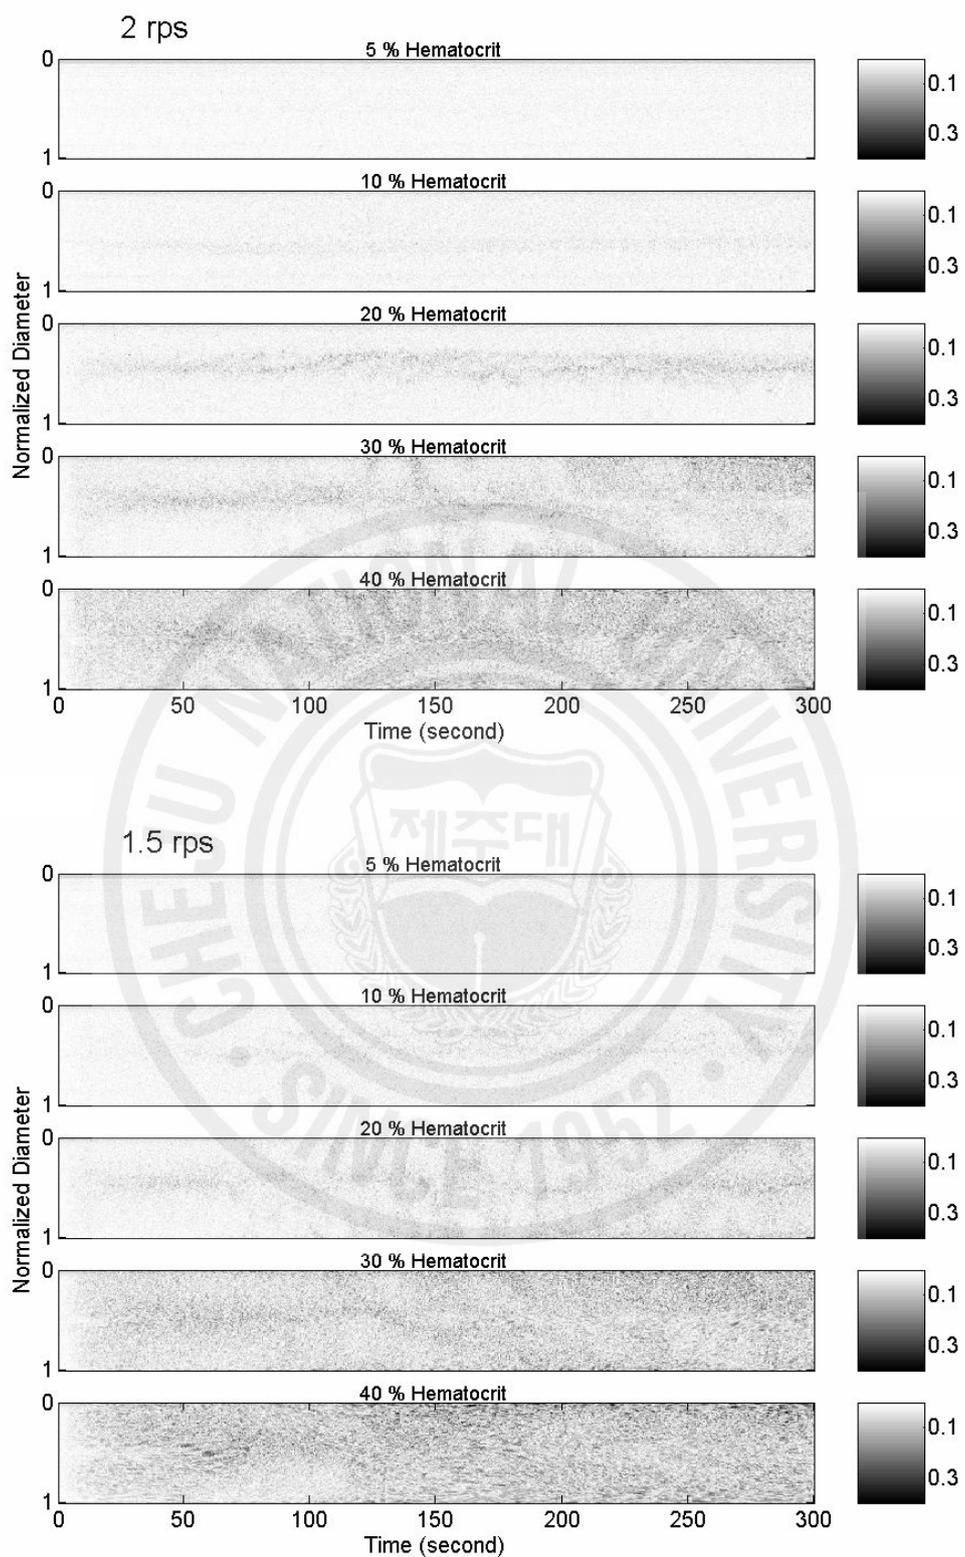 2 rps
5 % Hematocrit
0
1
0.1
0.3
10 % Hematocrit
0
1
0.1
0.3
20 % Hematocrit
0
1
0.1
0.3
30 % Hematocrit
0
1
0.1
0.3
40 % Hematocrit
0
1
0.1
0.3
Normalized Diameter
0 50 100 150 200 250 300
Time (second)
1.5 rps
5 % Hematocrit
0
1
0.1
0.3
10 % Hematocrit
0
1
0.1
0.3
20 % Hematocrit
0
1
0.1
0.3
30 % Hematocrit
0
1
0.1
0.3
40 % Hematocrit
0
1
0.1
0.3
Normalized Diameter
0 50 100 150 200 250 300
Time (second)
CHEJU NATIONAL UNIVERSITY
제주대
SINCE 1952